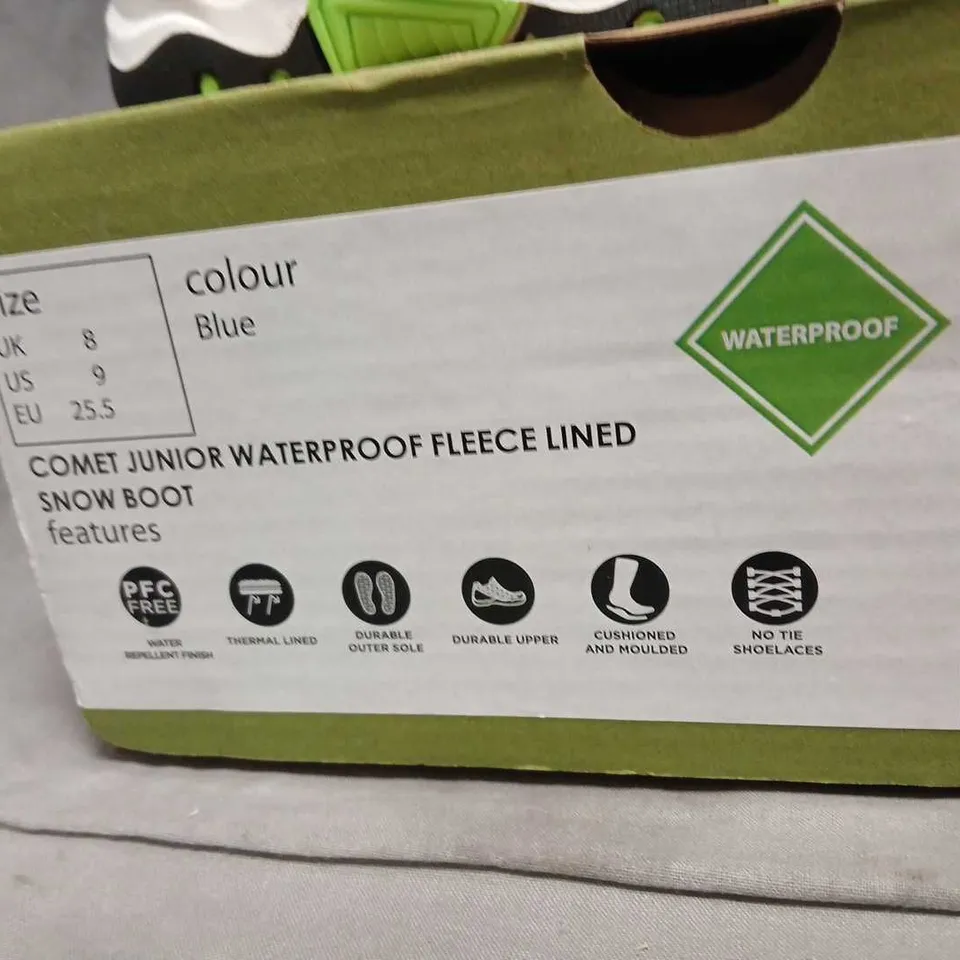 ize
UK 8
US 9
EU 25.5
colour
Blue
WATERPROOF
COMET JUNIOR WATERPROOF FLEECE LINED
SNOW BOOT
features
PFC
FREE
+
WATER
REPELLENT FINISH
THERMAL LINED
DURABLE
OUTER SOLE
DURABLE UPPER
CUSHIONED
AND MOULDED
NO TIE
SHOELACES